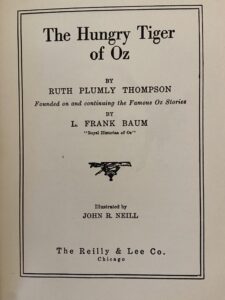 The Hungry Tiger
of Oz
BY
RUTH PLUMLY THOMPSON
Founded on and continuing the Famous Oz Stories
BY
L. FRANK BAUM
"Royal Historian of Oz"
Illustrated by
JOHN R. NEILL
The Reilly & Lee Co.
Chicago